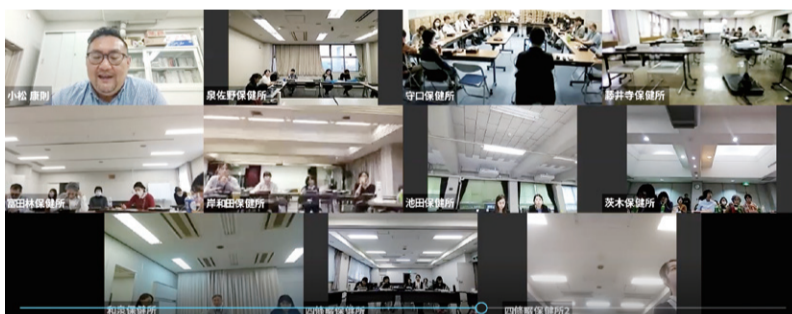 小松 康則
泉佐野保健所
守口保健所
藤井寺保健所
富田林保健所
岸和田保健所
池田保健所
茨木保健所
和泉保健所
四條畷保健所
四條畷保健所2